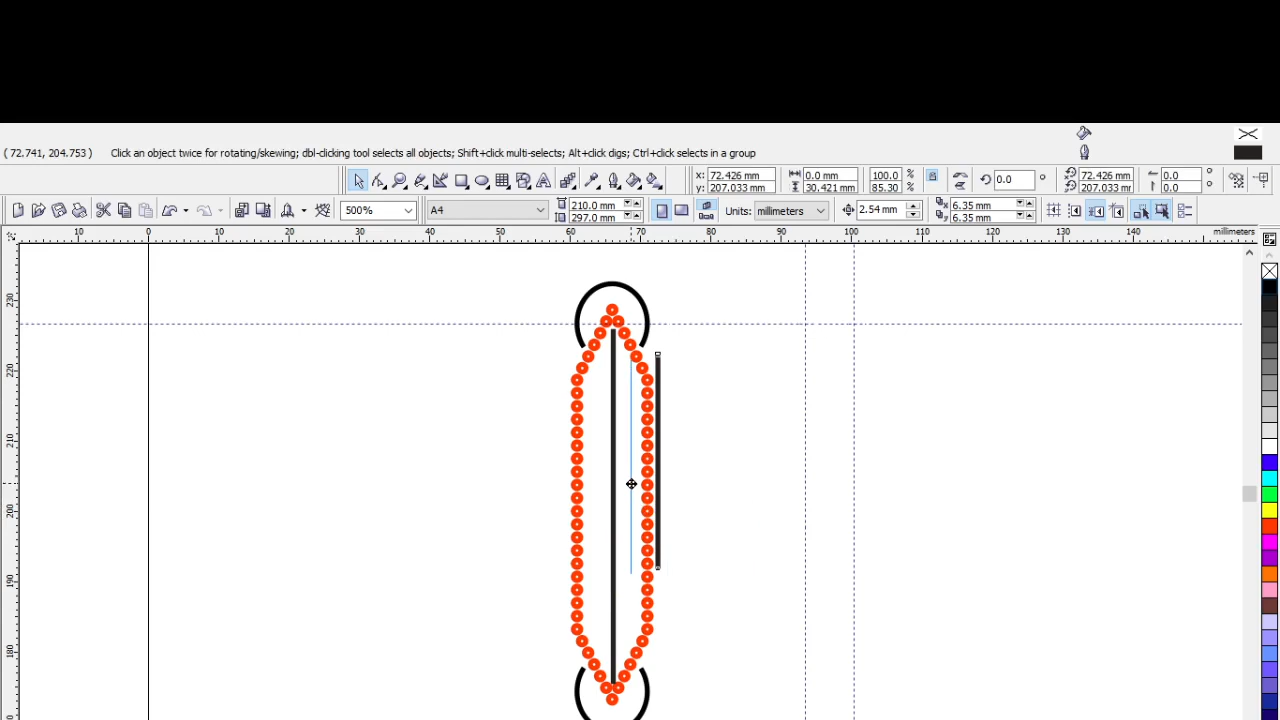 ( 72.741, 204.753 ) Click an object twice for rotating/skewing; dbl-clicking tool selects all objects; Shift+click multi-selects; Alt+click digs; Ctrl+click selects in a group
x: 72.426 mm 0.0 mm 100.0 % 0.0 ° 72.426 mm 0.0 °
y: 207.033 mm 30.421 mm 85.30 % 207.033 mr 0.0 °
500% A4 210.0 mm Units: millimeters 2.54 mm 6.35 mm
297.0 mm 6.35 mm
10 0 10 20 30 40 50 60 70 80 90 100 110 120 130 140 millimeters
230
220
210
200
190
180